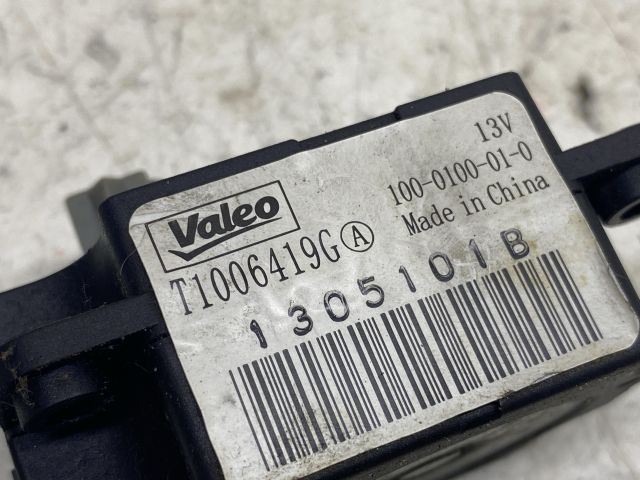 Valeo
T1006419G Ⓐ
13V
100-0100-01-0
Made in China
1305101B